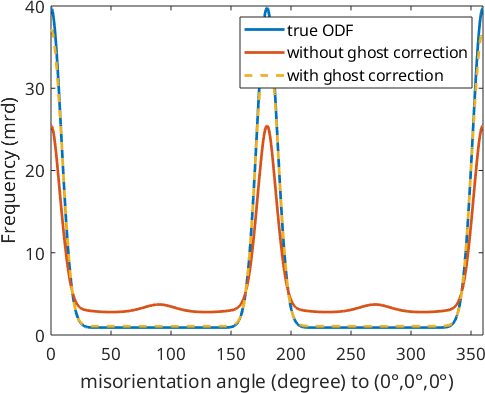 40
30
20
10
0
Frequency (mrd)
true ODF
without ghost correction
with ghost correction
0 50 100 150 200 250 300 350
misorientation angle (degree) to (0°,0°,0°)